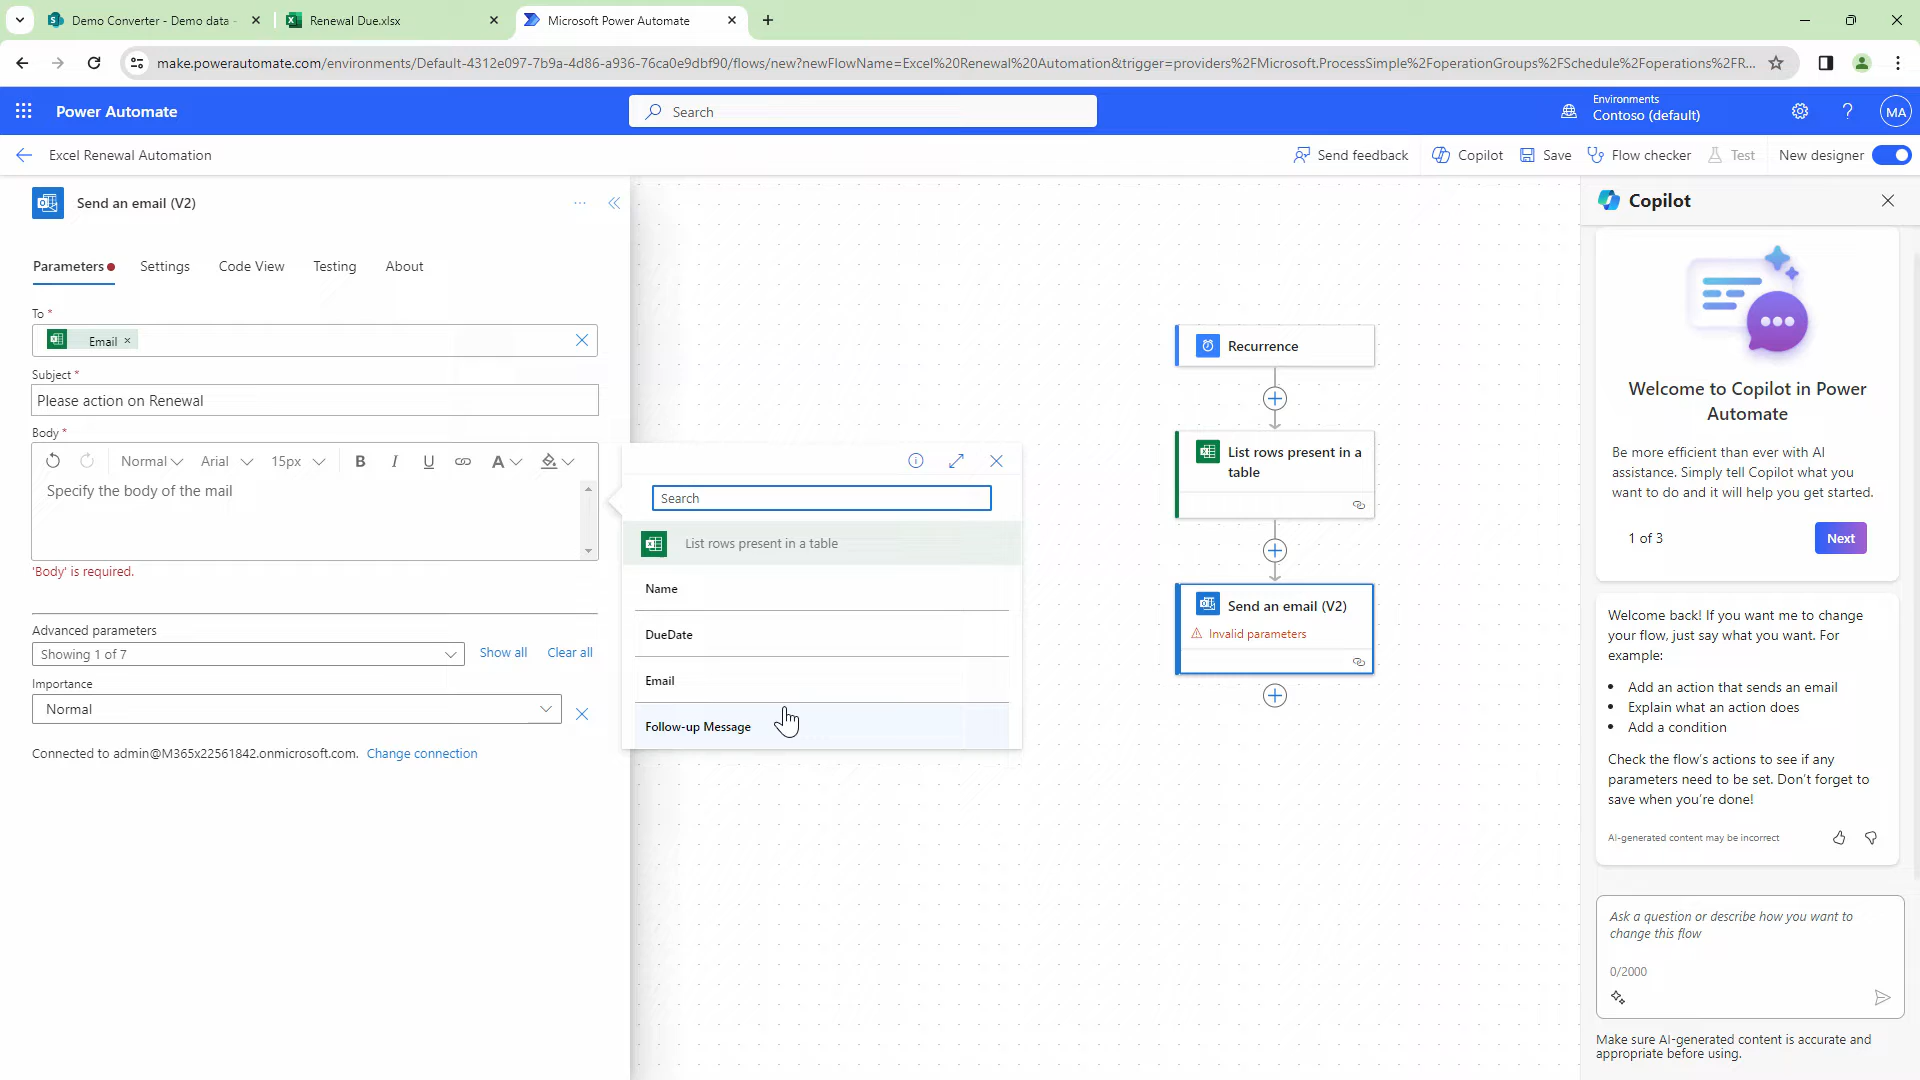 Demo Converter - Demo data -
Renewal Due.xlsx
Microsoft Power Automate
make.powerautomate.com/environments/Default-4312e097-7b9a-4d86-a936-76ca0e9dbf90/flows/new?newFlowName=Excel%20Renewal%20Automation&trigger=providers%2FMicrosoft.ProcessSimple%2FoperationGroups%2FSchedule%2Foperations%2FR...
Power Automate
Search
Environments
Contoso (default)
MA
Excel Renewal Automation
Send feedback
Copilot
Save
Flow checker
Test
New designer
Send an email (V2)
Parameters
Settings
Code View
Testing
About
To *
Email ×
Subject *
Please action on Renewal
Body *
Normal
Arial
15px
B
I
U
A
Specify the body of the mail
'Body' is required.
Advanced parameters
Showing 1 of 7
Show all
Clear all
Importance
Normal
Connected to admin@M365x22561842.onmicrosoft.com. Change connection
Search
List rows present in a table
Name
DueDate
Email
Follow-up Message
Recurrence
List rows present in a
table
Send an email (V2)
Invalid parameters
Copilot
Welcome to Copilot in Power
Automate
Be more efficient than ever with AI
assistance. Simply tell Copilot what you
want to do and it will help you get started.
1 of 3
Next
Welcome back! If you want me to change
your flow, just say what you want. For
example:
• Add an action that sends an email
• Explain what an action does
• Add a condition
Check the flow's actions to see if any
parameters need to be set. Don't forget to
save when you're done!
AI-generated content may be incorrect
Ask a question or describe how you want to
change this flow
0/2000
Make sure AI-generated content is accurate and
appropriate before using.